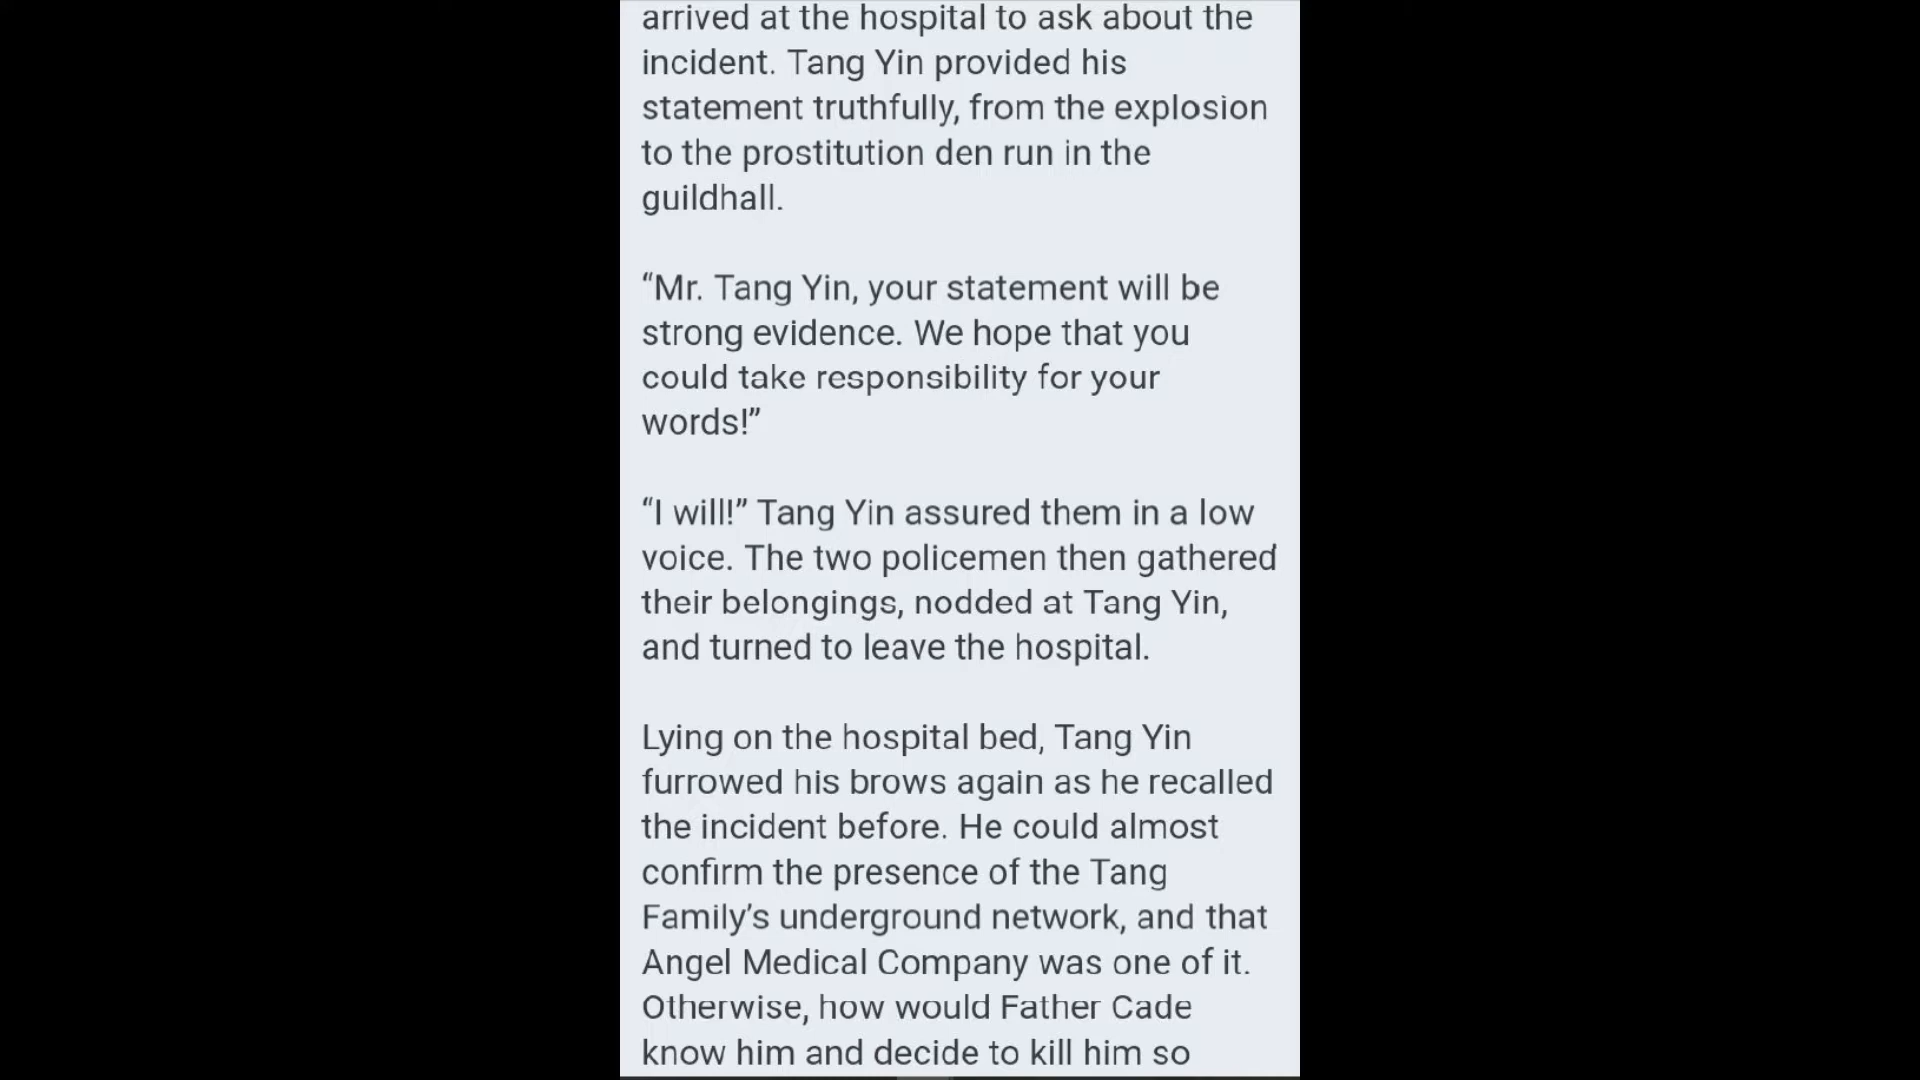 arrived at the hospital to ask about the
incident. Tang Yin provided his
statement truthfully, from the explosion
to the prostitution den run in the
guildhall.
“Mr. Tang Yin, your statement will be
strong evidence. We hope that you
could take responsibility for your
words!”
“I will!” Tang Yin assured them in a low
voice. The two policemen then gathered
their belongings, nodded at Tang Yin,
and turned to leave the hospital.
Lying on the hospital bed, Tang Yin
furrowed his brows again as he recalled
the incident before. He could almost
confirm the presence of the Tang
Family’s underground network, and that
Angel Medical Company was one of it.
Otherwise, how would Father Cade
know him and decide to kill him so